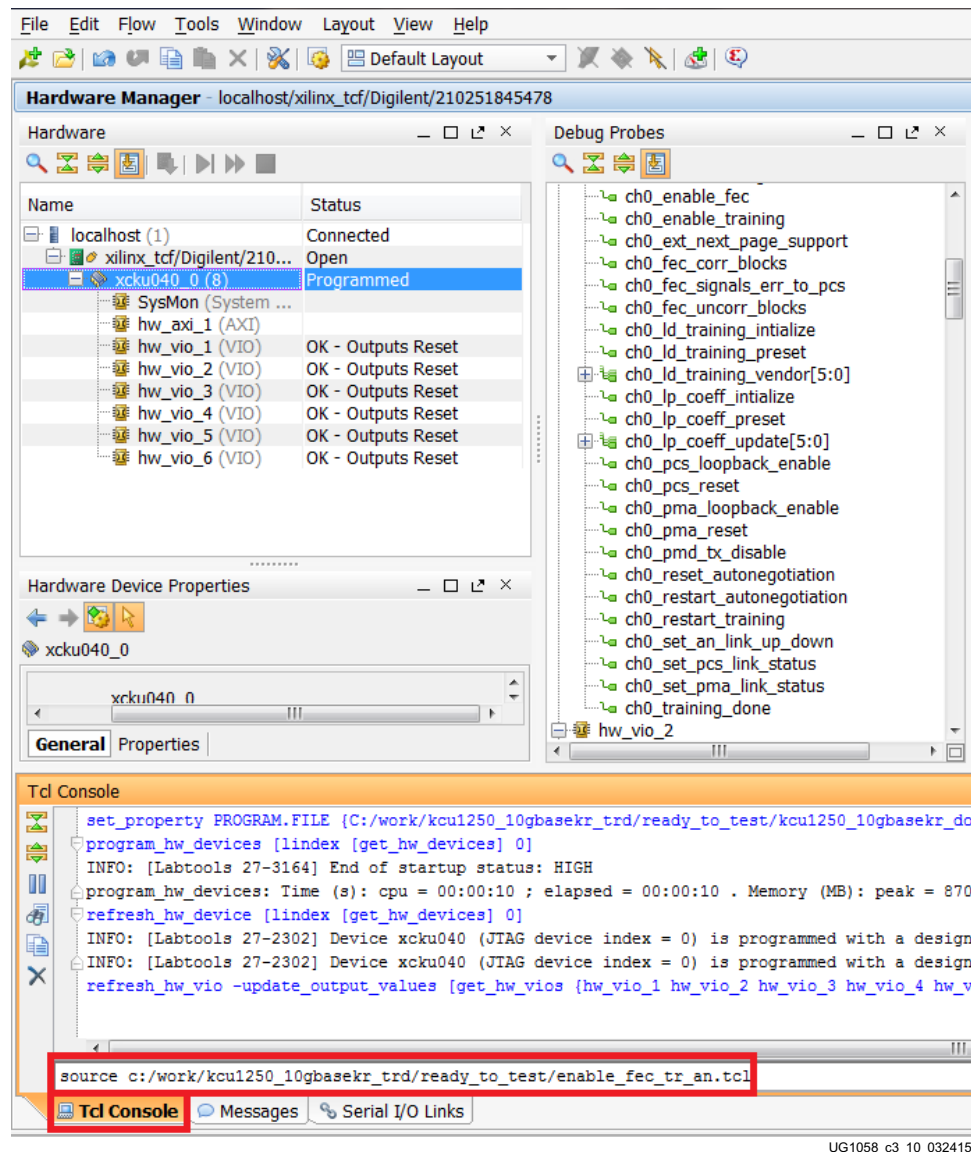 File Edit Flow Tools Window Layout View Help
Default Layout
Hardware Manager - localhost/xilinx_tcf/Digilent/210251845478
Hardware
Name Status
localhost (1) Connected
xilinx_tcf/Digilent/210... Open
xcku040_0 (8) Programmed
SysMon (System ...
hw_axi_1 (AXI)
hw_vio_1 (VIO) OK - Outputs Reset
hw_vio_2 (VIO) OK - Outputs Reset
hw_vio_3 (VIO) OK - Outputs Reset
hw_vio_4 (VIO) OK - Outputs Reset
hw_vio_5 (VIO) OK - Outputs Reset
hw_vio_6 (VIO) OK - Outputs Reset
Hardware Device Properties
xcku040_0
xcku040_0
General Properties
Debug Probes
ch0_enable_fec
ch0_enable_training
ch0_ext_next_page_support
ch0_fec_corr_blocks
ch0_fec_signals_err_to_pcs
ch0_fec_uncorr_blocks
ch0_ld_training_intialize
ch0_ld_training_preset
ch0_ld_training_vendor[5:0]
ch0_lp_coeff_intialize
ch0_lp_coeff_preset
ch0_lp_coeff_update[5:0]
ch0_pcs_loopback_enable
ch0_pcs_reset
ch0_pma_loopback_enable
ch0_pma_reset
ch0_pmd_tx_disable
ch0_reset_autonegotiation
ch0_restart_autonegotiation
ch0_restart_training
ch0_set_an_link_up_down
ch0_set_pcs_link_status
ch0_set_pma_link_status
ch0_training_done
hw_vio_2
Tcl Console
set_property PROGRAM.FILE {C:/work/kcu1250_10gbasekr_trd/ready_to_test/kcu1250_10gbasekr_do
program_hw_devices [lindex [get_hw_devices] 0]
INFO: [Labtools 27-3164] End of startup status: HIGH
program_hw_devices: Time (s): cpu = 00:00:10 ; elapsed = 00:00:10 . Memory (MB): peak = 870
refresh_hw_device [lindex [get_hw_devices] 0]
INFO: [Labtools 27-2302] Device xcku040 (JTAG device index = 0) is programmed with a design
INFO: [Labtools 27-2302] Device xcku040 (JTAG device index = 0) is programmed with a design
refresh_hw_vio -update_output_values [get_hw_vios {hw_vio_1 hw_vio_2 hw_vio_3 hw_vio_4 hw_v
source c:/work/kcu1250_10gbasekr_trd/ready_to_test/enable_fec_tr_an.tcl
Tcl Console Messages Serial I/O Links
UG1058_c3_10_032415